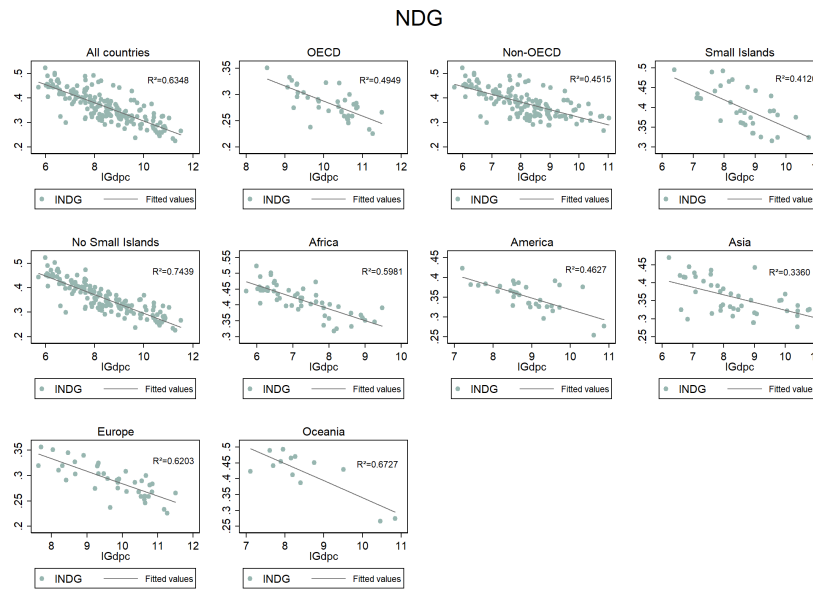 NDG
All countries
R²=0.6348
.2 .3 .4 .5
6 8 10 12
lGdpc
INDG Fitted values
OECD
R²=0.4949
.2 .25 .3 .35
8 9 10 11 12
lGdpc
INDG Fitted values
Non-OECD
R²=0.4515
.2 .3 .4 .5
6 7 8 9 10 11
lGdpc
INDG Fitted values
Small Islands
.3 .35 .4 .45 .5
6 7 8 9 10
lGdpc
INDG Fitted values
No Small Islands
R²=0.7439
.2 .3 .4 .5
6 8 10 12
lGdpc
INDG Fitted values
Africa
R²=0.5981
.3 .35 .4 .45 .5 .55
6 7 8 9 10
lGdpc
INDG Fitted values
America
R²=0.4627
.25 .3 .35 .4 .45
7 8 9 10 11
lGdpc
INDG Fitted values
Asia
R²=0.3360
.25 .3 .35 .4 .45
6 7 8 9 10
lGdpc
INDG Fitted values
Europe
R²=0.6203
.2 .25 .3 .35
8 9 10 11 12
lGdpc
INDG Fitted values
Oceania
R²=0.6727
.25 .3 .35 .4 .45 .5
7 8 9 10 11
lGdpc
INDG Fitted values